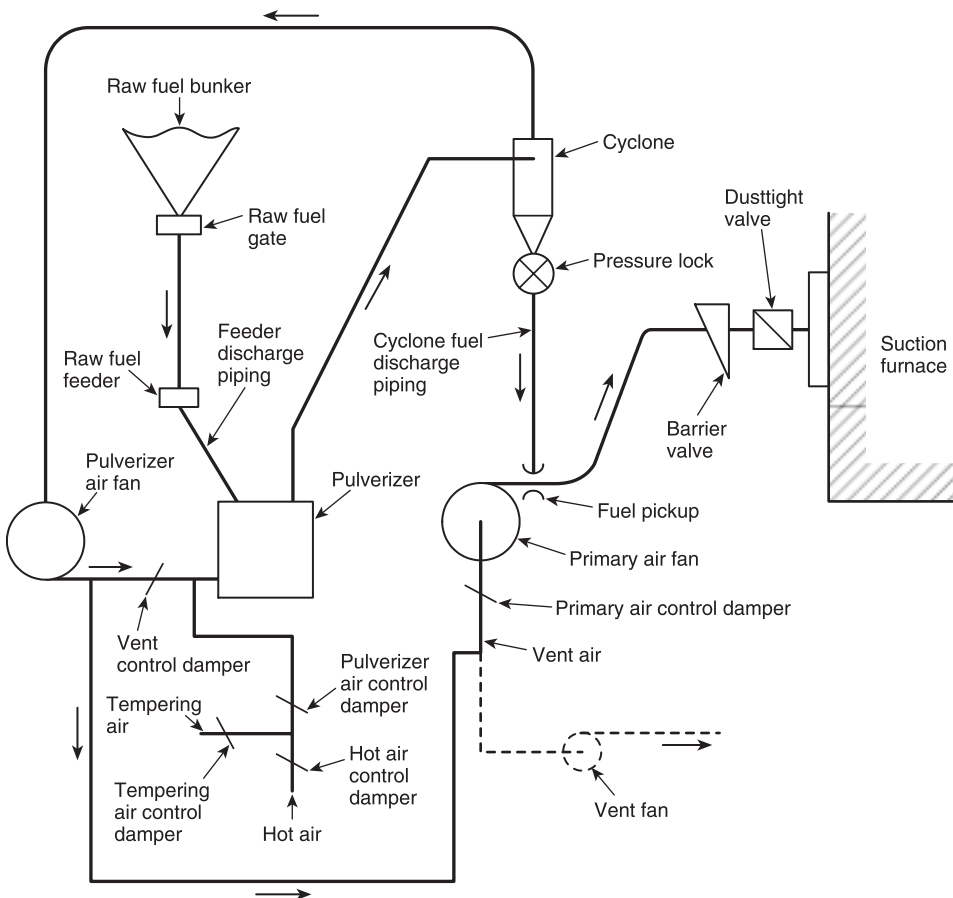 Raw fuel bunker
Cyclone
Dusttight
valve
Raw fuel
gate
Pressure lock
Feeder
discharge
piping
Cyclone fuel
discharge
piping
Suction
furnace
Raw fuel
feeder
Barrier
valve
Pulverizer
air fan
Pulverizer
Fuel pickup
Primary air fan
Primary air control damper
Vent
control damper
Vent air
Pulverizer
air control
damper
Tempering
air
Hot air
control
damper
Tempering
air control
damper
Hot air
Vent fan